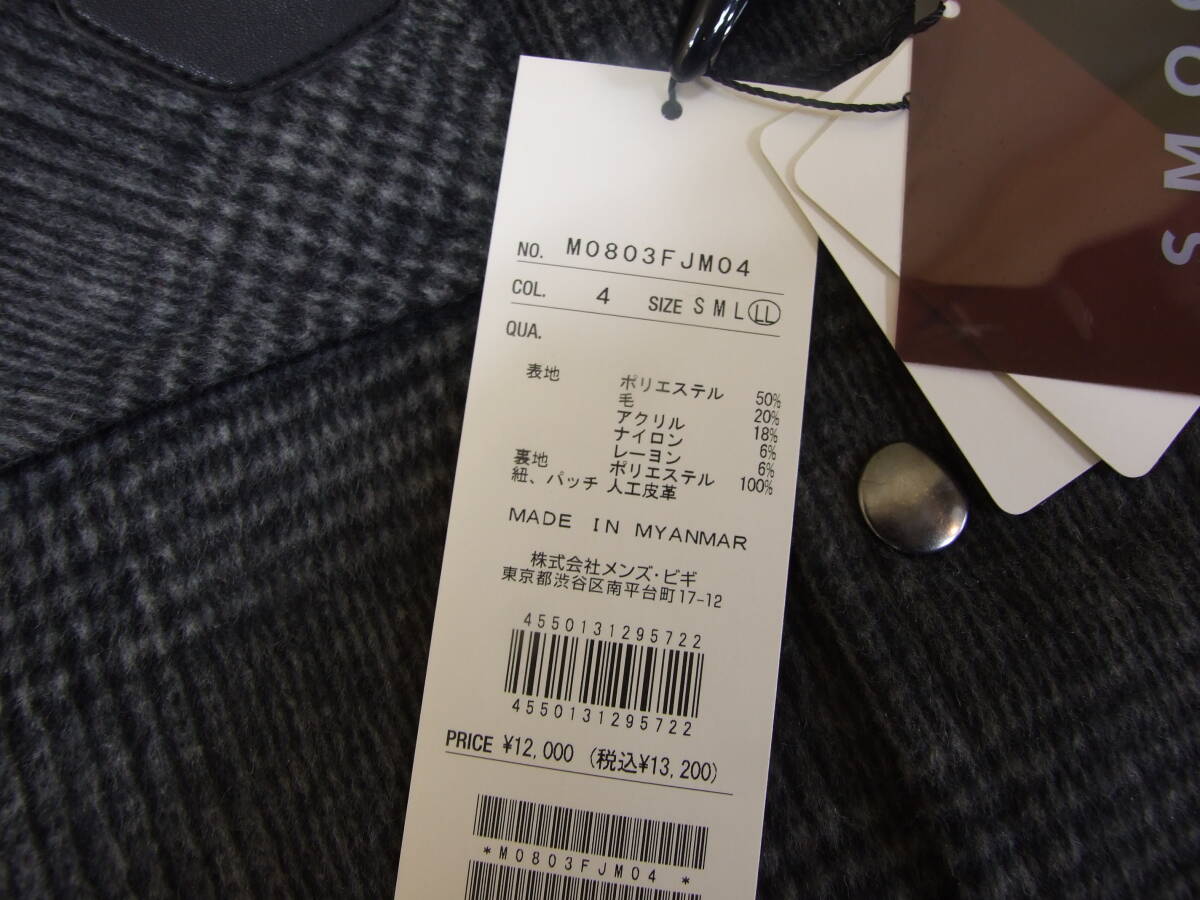 NO. M0803FJM04
COL. 4 SIZE S M L LL
QUA.
表地 ポリエステル 50%
毛 20%
アクリル 18%
ナイロン 6%
レーヨン 6%
裏地 ポリエステル 100%
紐、パッチ 人工皮革
MADE IN MYANMAR
株式会社メンズ・ビギ
東京都渋谷区南平台町17-12
4550131295722
4550131295722
PRICE ¥12,000 (税込¥13,200)
*M0803FJM04 *